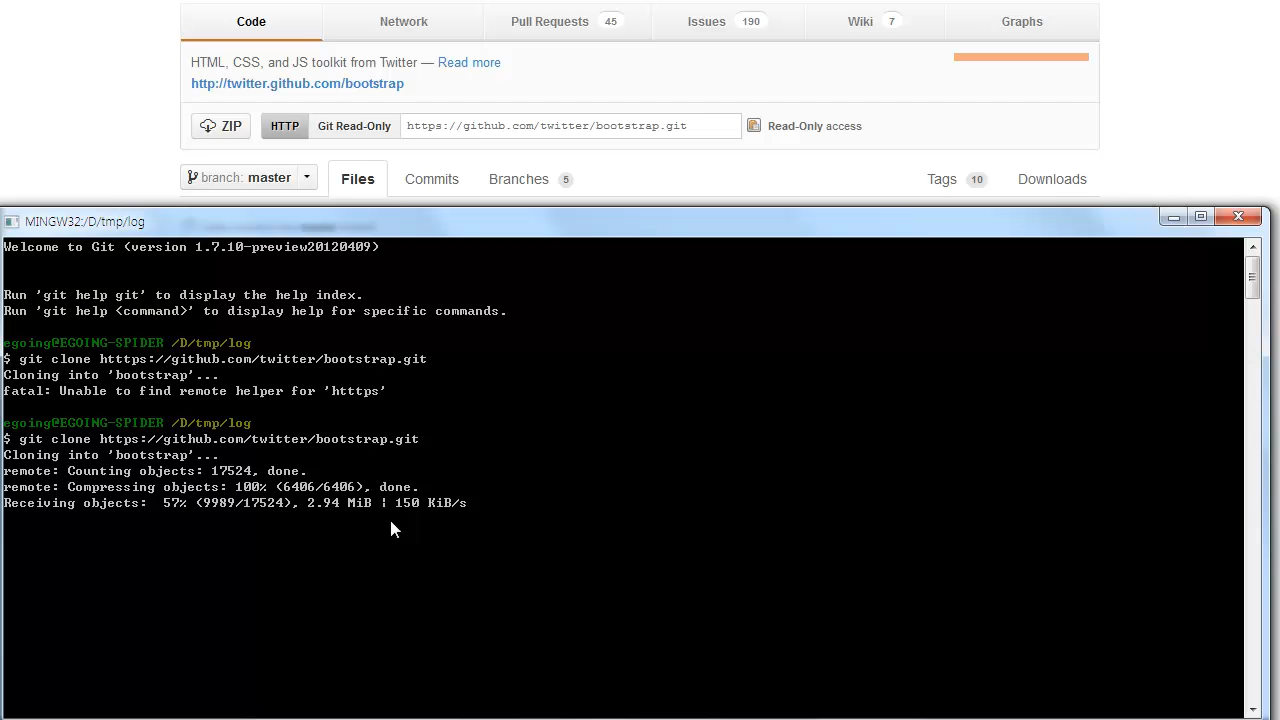 Code Network Pull Requests 45 Issues 190 Wiki 7 Graphs
HTML, CSS, and JS toolkit from Twitter — Read more
http://twitter.github.com/bootstrap
ZIP HTTP Git Read-Only https://github.com/twitter/bootstrap.git Read-Only access
branch: master Files Commits Branches 5 Tags 10 Downloads
MINGW32:/D/tmp/log
Welcome to Git (version 1.7.10-preview20120409)
Run 'git help git' to display the help index.
Run 'git help <command>' to display help for specific commands.
egoing@EGOING-SPIDER /D/tmp/log
$ git clone htttps://github.com/twitter/bootstrap.git
Cloning into 'bootstrap'...
fatal: Unable to find remote helper for 'htttps'
egoing@EGOING-SPIDER /D/tmp/log
$ git clone https://github.com/twitter/bootstrap.git
Cloning into 'bootstrap'...
remote: Counting objects: 17524, done.
remote: Compressing objects: 100% (6406/6406), done.
Receiving objects:  57% (9989/17524), 2.94 MiB | 150 KiB/s